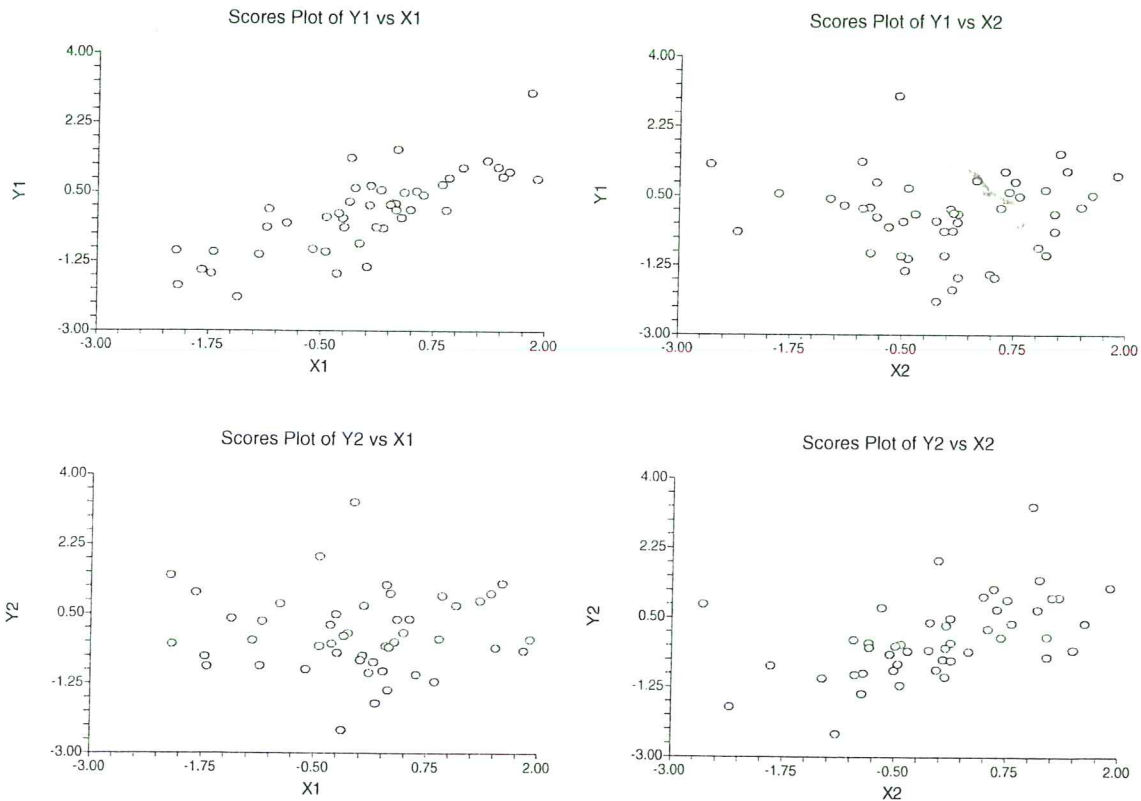 Scores Plot of Y1 vs X1
4.00
2.25
0.50
-1.25
-3.00
Y1
-3.00 -1.75 -0.50 0.75 2.00
X1
Scores Plot of Y1 vs X2
4.00
2.25
0.50
-1.25
-3.00
Y1
-3.00 -1.75 -0.50 0.75 2.00
X2
Scores Plot of Y2 vs X1
4.00
2.25
0.50
-1.25
-3.00
Y2
-3.00 -1.75 -0.50 0.75 2.00
X1
Scores Plot of Y2 vs X2
4.00
2.25
0.50
-1.25
-3.00
Y2
-3.00 -1.75 -0.50 0.75 2.00
X2